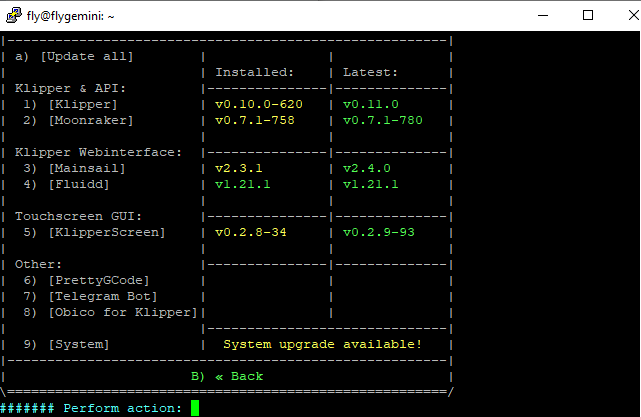 fly@flygemini: ~
|-------------------------------------------------------|
| a) [Update all]        |               |              |
|                        | Installed:    | Latest:      |
| Klipper & API:         |---------------|--------------|
|  1) [Klipper]          | v0.10.0-620   | v0.11.0      |
|  2) [Moonraker]        | v0.7.1-758    | v0.7.1-780   |
|                        |               |              |
| Klipper Webinterface:  |---------------|--------------|
|  3) [Mainsail]         | v2.3.1        | v2.4.0       |
|  4) [Fluidd]           | v1.21.1       | v1.21.1      |
|                        |               |              |
| Touchscreen GUI:       |---------------|--------------|
|  5) [KlipperScreen]    | v0.2.8-34     | v0.2.9-93    |
|                        |               |              |
| Other:                 |---------------|--------------|
|  6) [PrettyGCode]      |               |              |
|  7) [Telegram Bot]     |               |              |
|  8) [Obico for Klipper]|               |              |
|                        |------------------------------|
|  9) [System]           |  System upgrade available!   |
|-------------------------------------------------------|
|                       B) « Back                       |
\=======================================================/
####### Perform action: